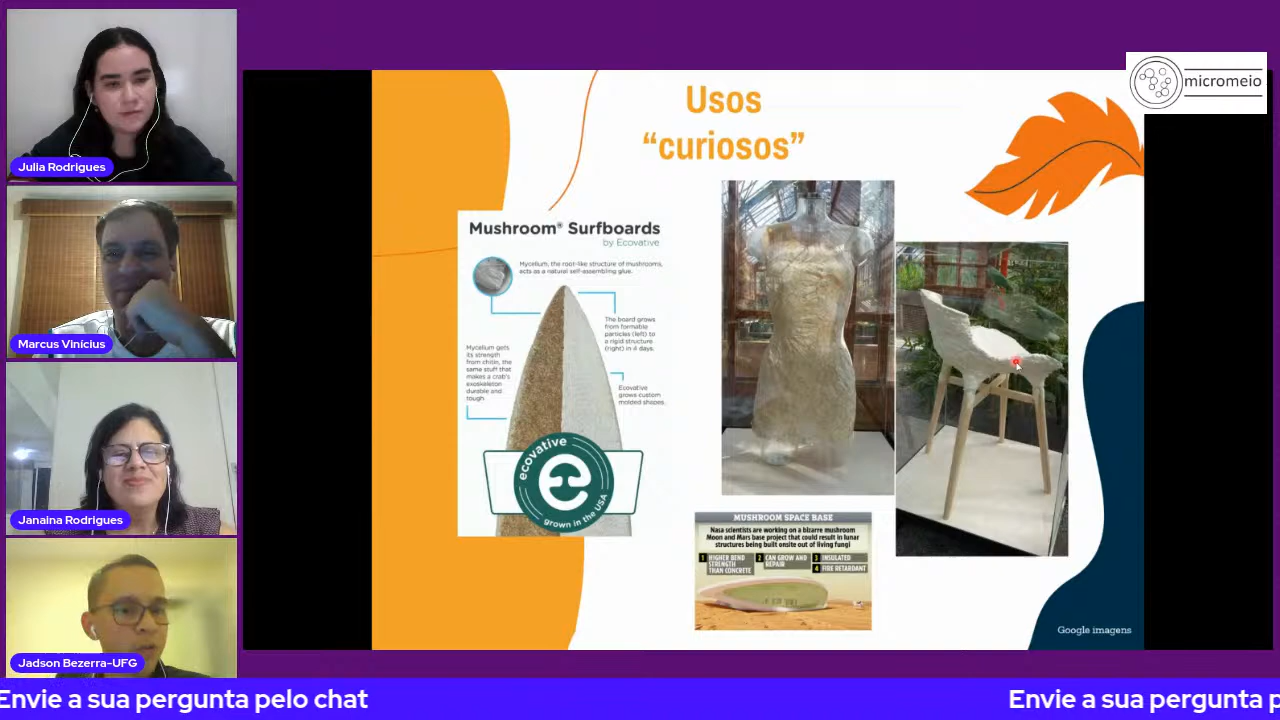 Julia Rodrigues
Marcus Vinícius
Janaina Rodrigues
Jadson Bezerra-UFG
micromeio
Usos
“curiosos”
Mushroom® Surfboards
by Ecovative
Mycelium, the root-like structure of mushrooms,
acts as a natural self-assembling glue.
The board grows
from formable
particles (left) to
a rigid structure
(right) in 4 days.
Mycelium gets
its strength
from chitin, the
same stuff that
makes a crab's
exoskeleton
durable and
tough.
Ecovative
grows custom
molded shapes.
ecovative
e
grown in the USA
MUSHROOM SPACE BASE
Nasa scientists are working on a bizarre mushroom
Moon and Mars base project that could result in lunar
structures being built onsite out of living fungi
1 HIGHER BEND
STRENGTH
THAN CONCRETE
2 CAN GROW AND
REPAIR
3 INSULATED
4 FIRE RETARDANT
Google imagens
Envie a sua pergunta pelo chat
Envie a sua pergunta p